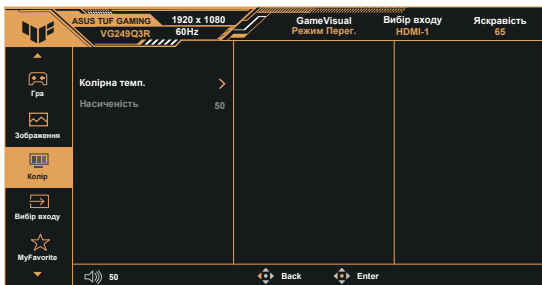 ASUS TUF GAMING 1920 x 1080
VG249Q3R 60Hz
GameVisual
Режим Перег.
Вибір входу
HDMI-1
Яскравість
65
Гра
Зображення
Колір
Вибір входу
MyFavorite
Колірна темп.
Насиченість 50
50
Back Enter